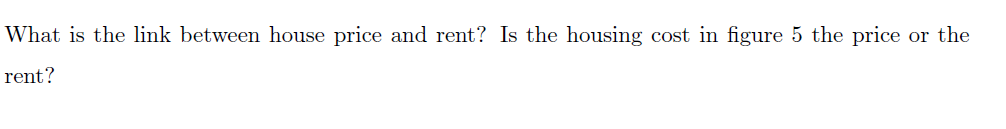 What is the link between house price and rent? Is the housing cost in figure 5 the price or the
rent?